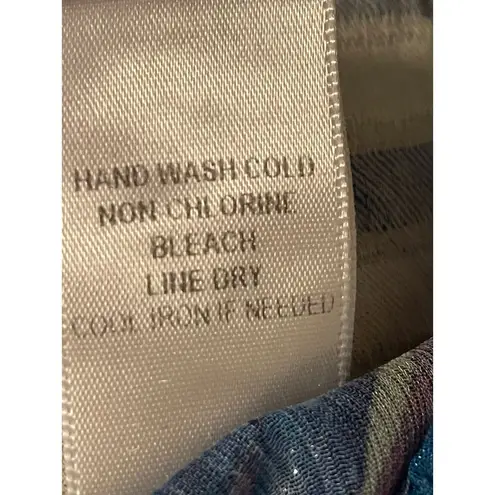 HAND WASH COLD
NON CHLORINE
BLEACH
LINE DRY
COOL IRON IF NEEDED